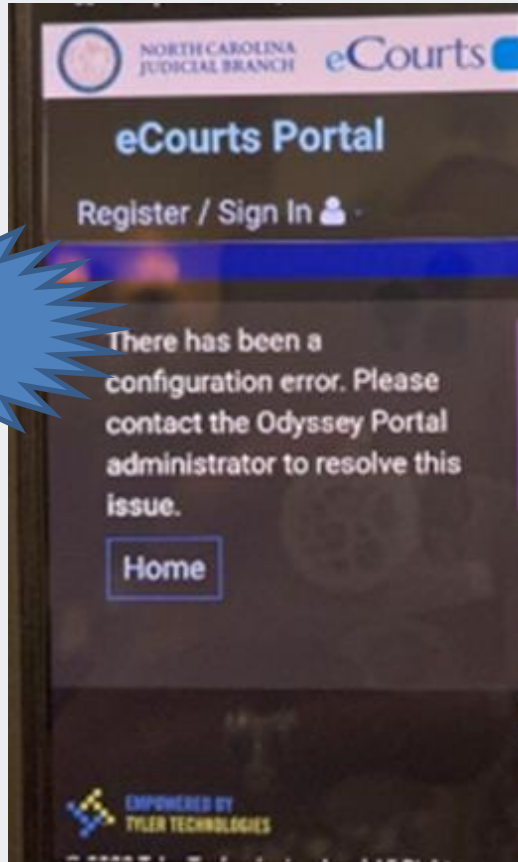 NORTH CAROLINA
JUDICIAL BRANCH
eCourts
eCourts Portal
Register / Sign In
There has been a
configuration error. Please
contact the Odyssey Portal
administrator to resolve this
issue.
Home
EMPOWERED BY
TYLER TECHNOLOGIES